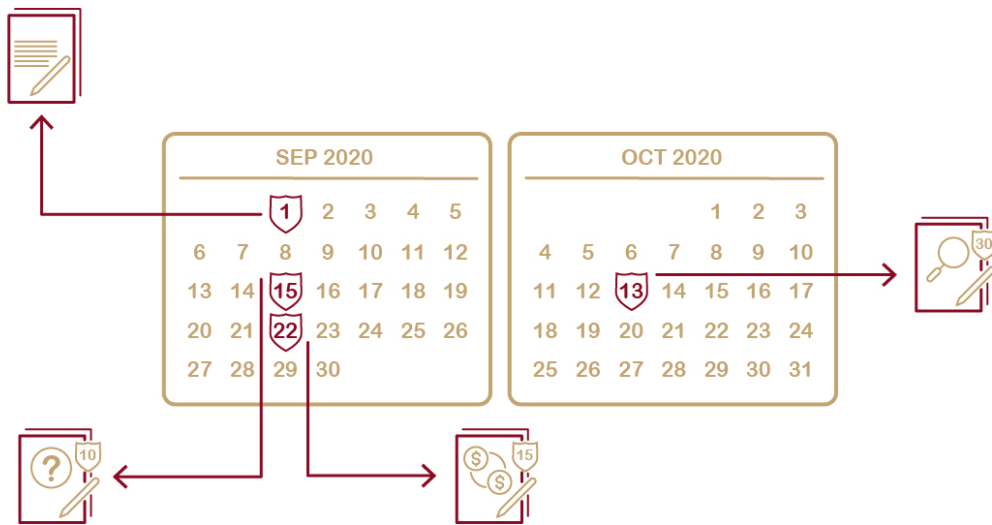 SEP 2020
1 2 3 4 5
6 7 8 9 10 11 12
13 14 15 16 17 18 19
20 21 22 23 24 25 26
27 28 29 30
OCT 2020
1 2 3
4 5 6 7 8 9 10
11 12 13 14 15 16 17
18 19 20 21 22 23 24
25 26 27 28 29 30 31
30
?
10
$
$
15